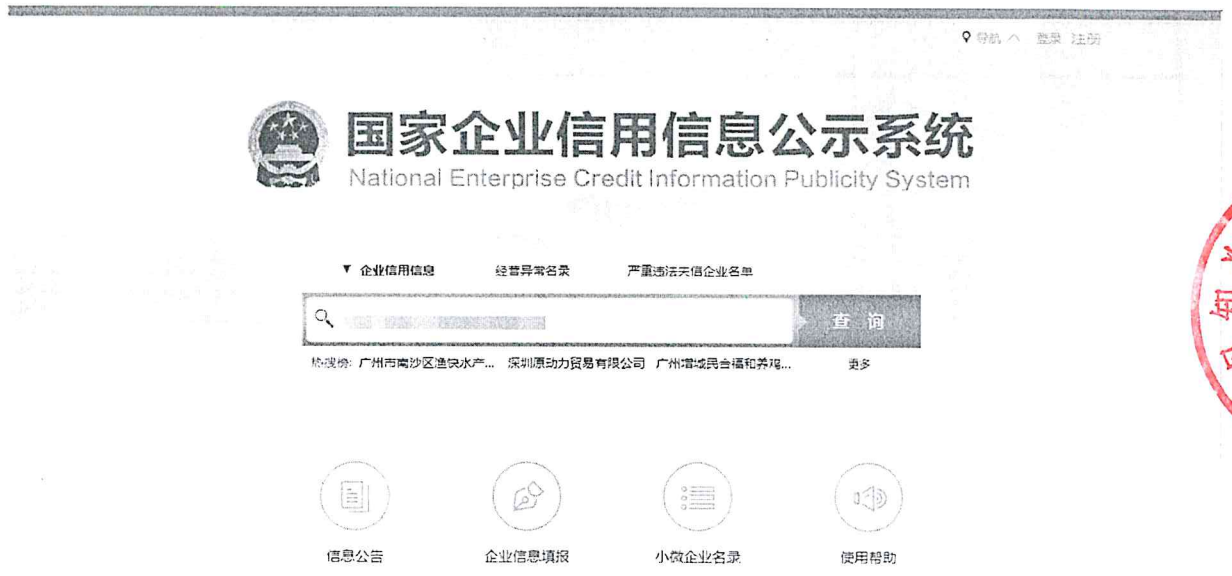 导航 登录 注册
国家企业信用信息公示系统
National Enterprise Credit Information Publicity System
▼ 企业信用信息 经营异常名录 严重违法失信企业名单
查 询
热搜榜: 广州市南沙区渔快水产... 深圳原动力贸易有限公司 广州增城民合福和养鸡... 更多
信息公告 企业信息填报 小微企业名录 使用帮助